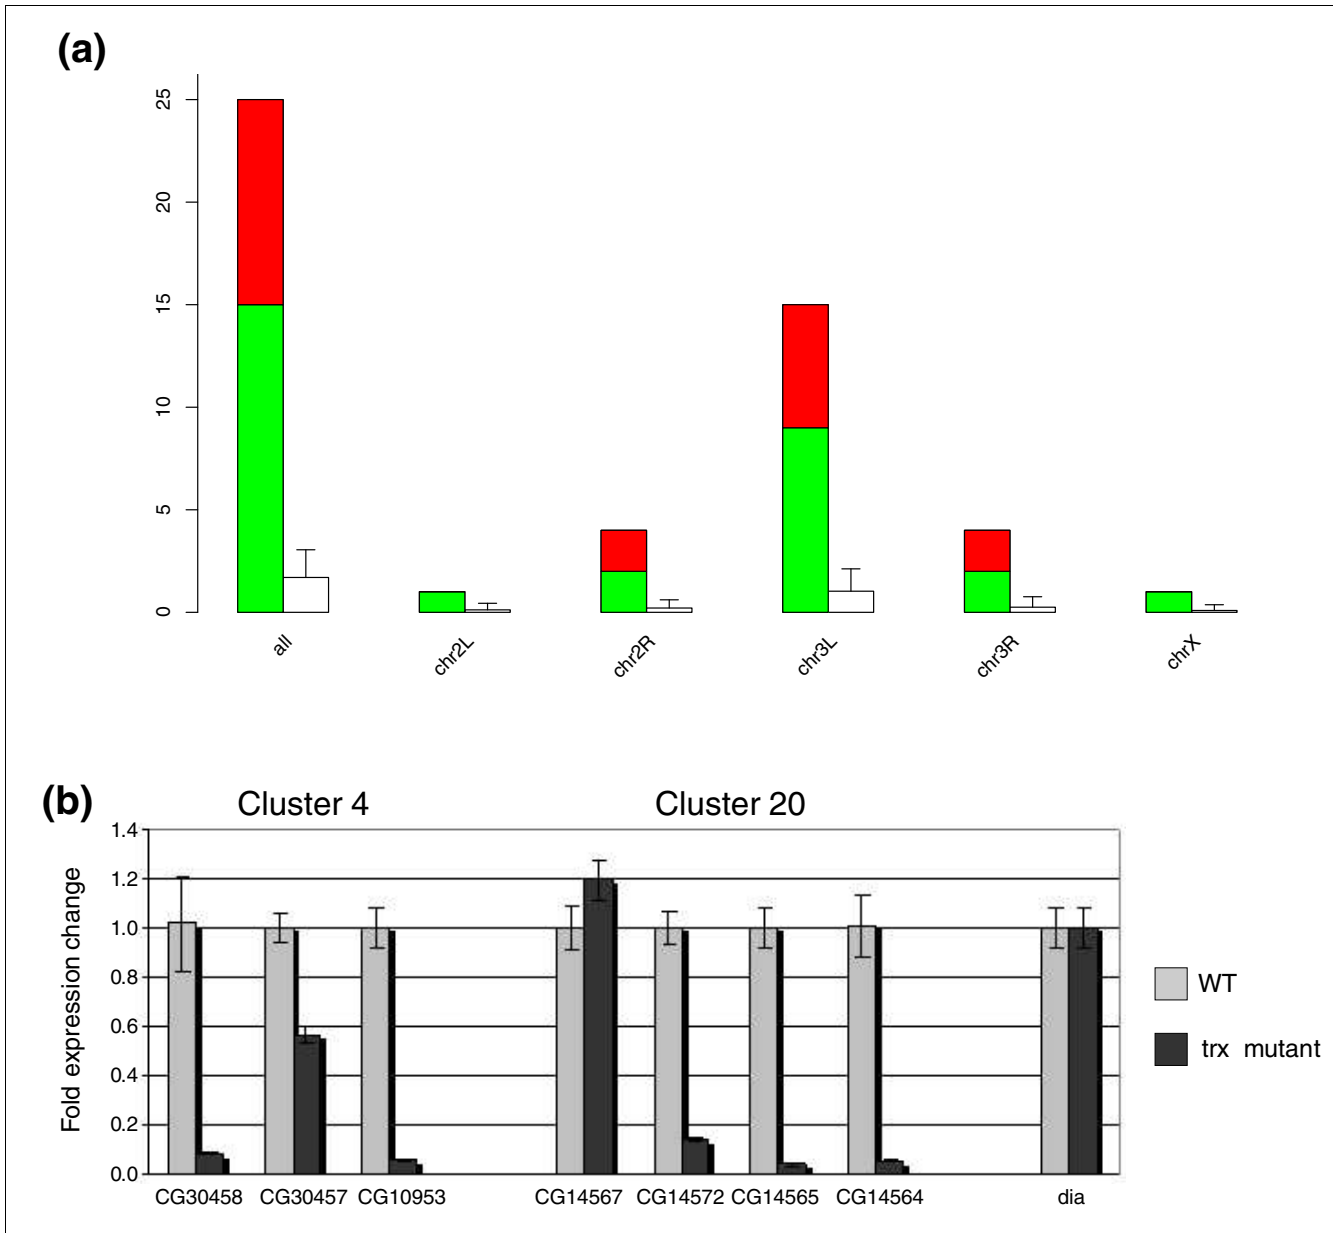 (a)
25
20
15
10
5
0
all
chr2L
chr2R
chr3L
chr3R
chrX
(b)
Cluster 4
Cluster 20
Fold expression change
1.4
1.2
1.0
0.8
0.6
0.4
0.2
0.0
CG30458
CG30457
CG10953
CG14567
CG14572
CG14565
CG14564
dia
WT
trx mutant